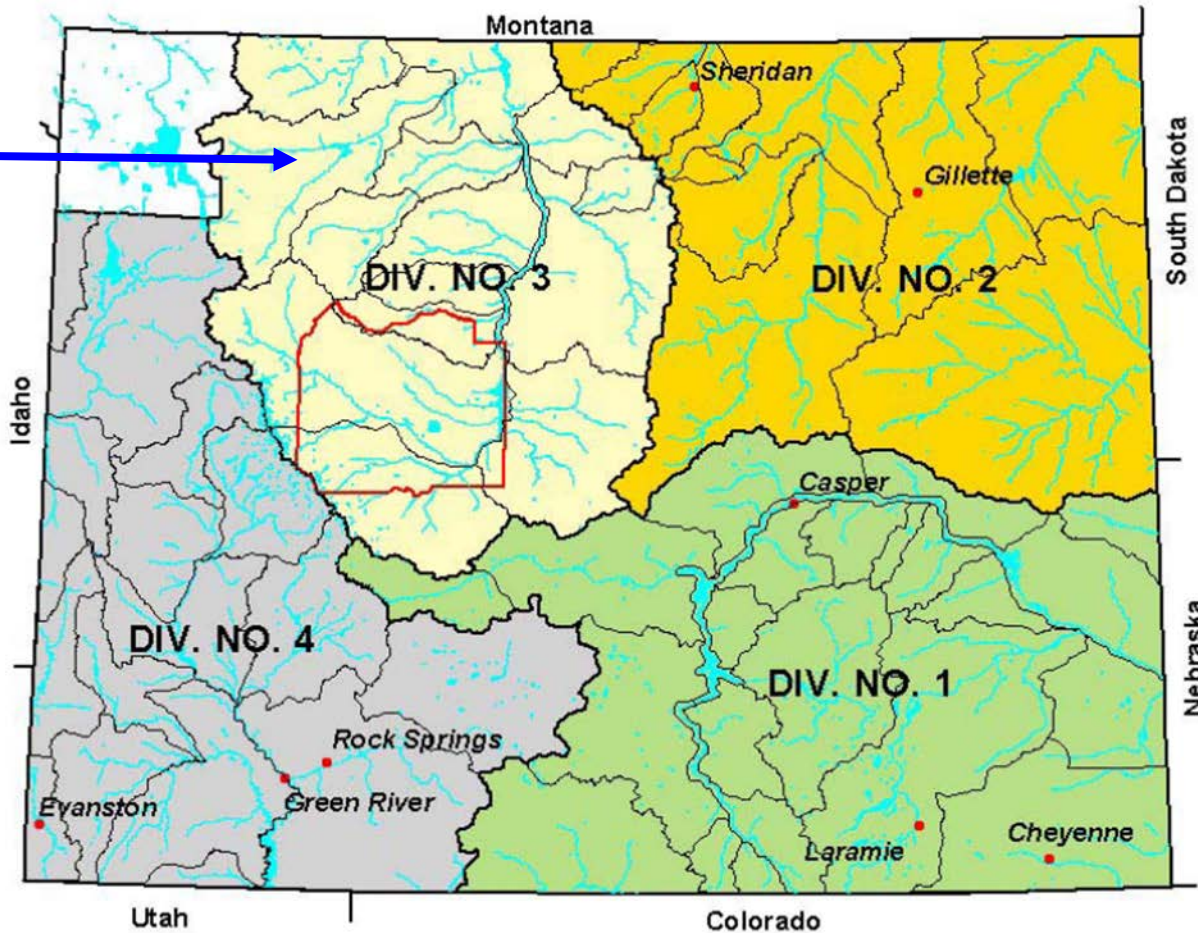 Montana
Sheridan
South Dakota
Gillette
DIV. NO. 3
DIV. NO. 2
Idaho
Casper
DIV. NO. 4
DIV. NO. 1
Nebraska
Rock Springs
Green River
Evanston
Laramie
Cheyenne
Utah
Colorado